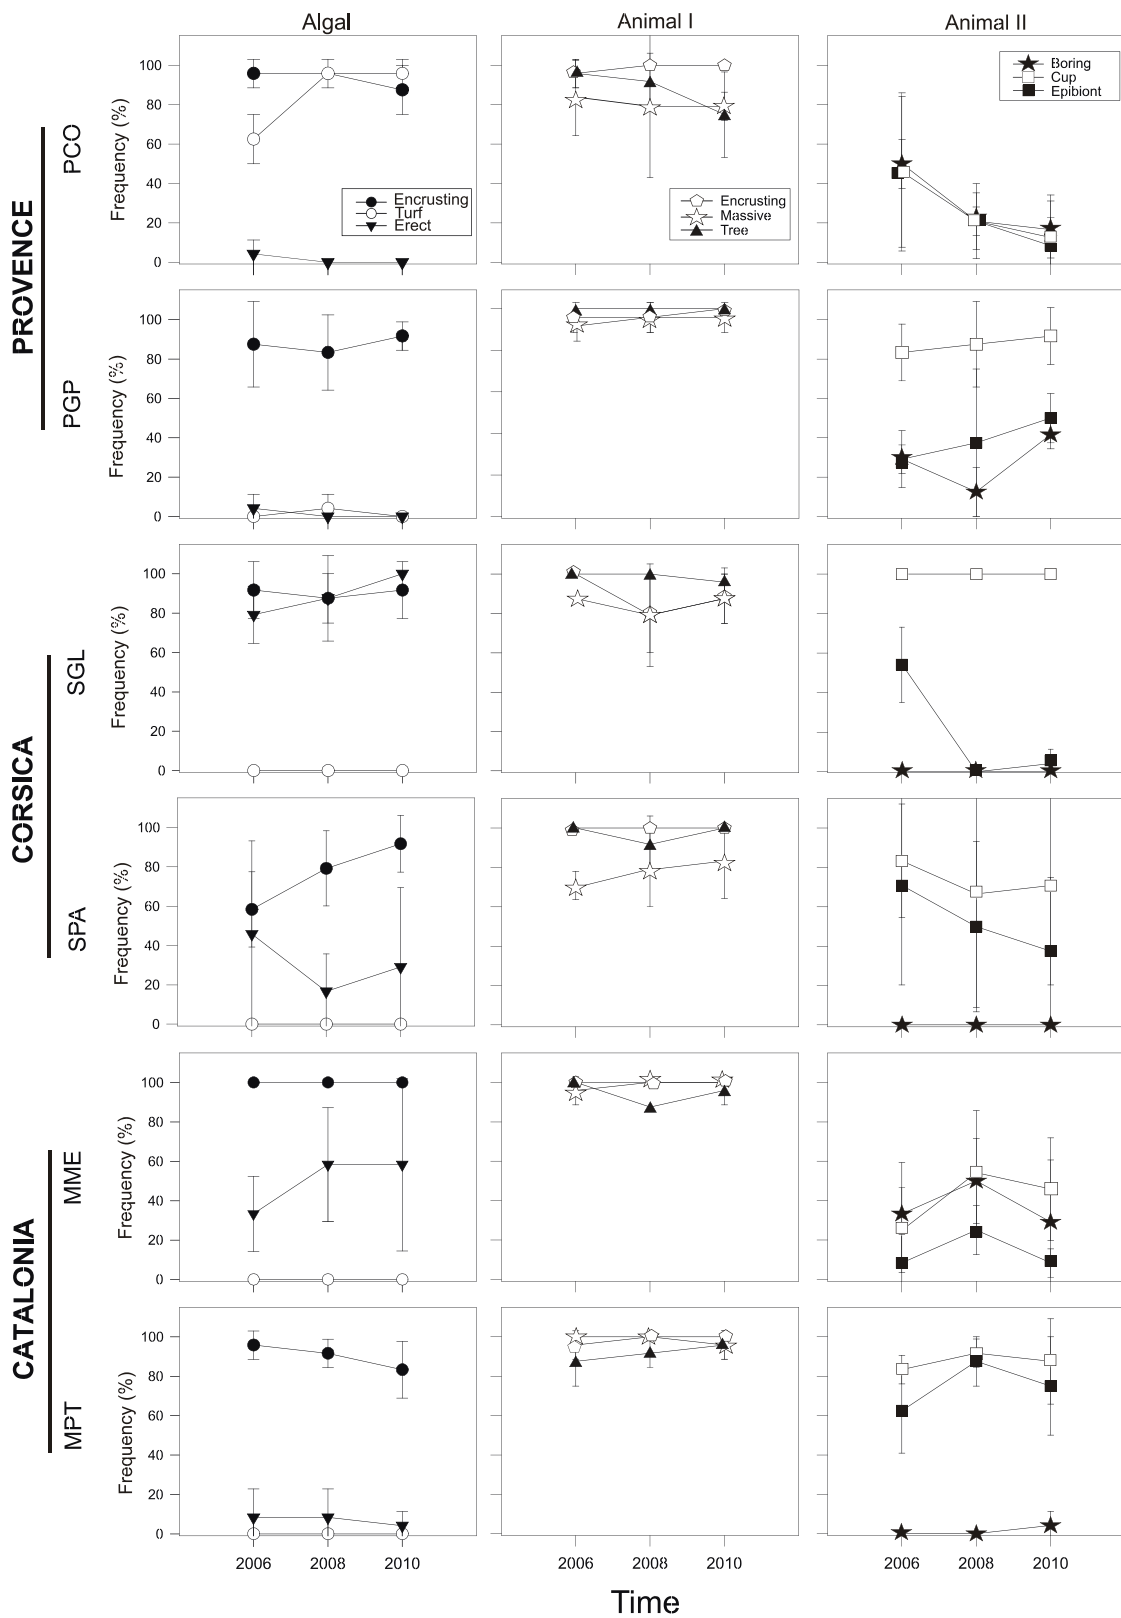 Algal
Animal I
Animal II
PROVENCE
PCO
Frequency (%)
100
80
60
40
20
0
Encrusting
Turf
Erect
Encrusting
Massive
Tree
Boring
Cup
Epibiont
PGP
Frequency (%)
100
80
60
40
20
0
CORSICA
SGL
Frequency (%)
100
80
60
40
20
0
SPA
Frequency (%)
100
80
60
40
20
0
CATALONIA
MME
Frequency (%)
100
80
60
40
20
0
MPT
Frequency (%)
100
80
60
40
20
0
2006 2008 2010
2006 2008 2010
2006 2008 2010
Time